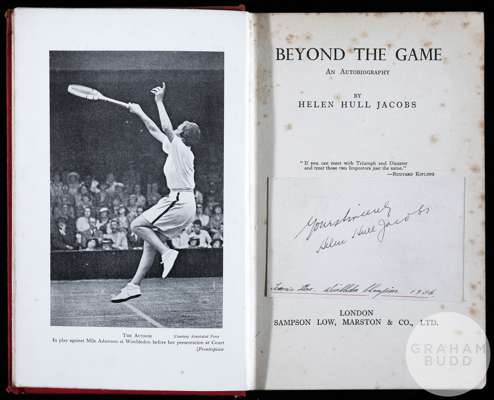 THE AUTHOR Courtesy Associated Press
In play against Mlle Adamson at Wimbledon before her presentation at Court
[Frontispiece
BEYOND THE GAME
AN AUTOBIOGRAPHY
BY
HELEN HULL JACOBS
"If you can meet with Triumph and Disaster
and treat those two Impostors just the same."
—RUDYARD KIPLING
Yours sincerely
Helen Hull Jacobs
Tennis Wimbledon Champion 1936
LONDON
SAMPSON LOW, MARSTON & CO., LTD.
GRAHAM
BUDD